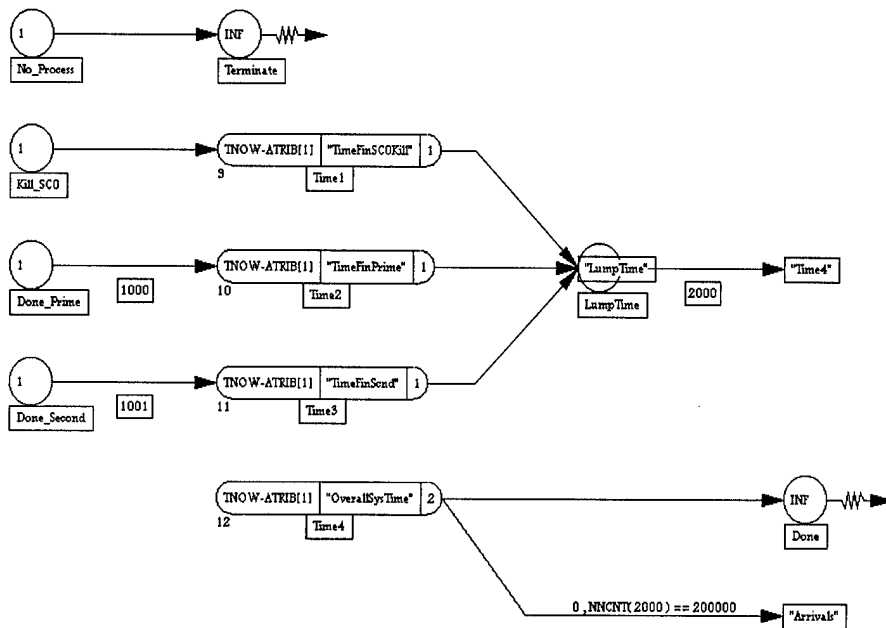 1
INF
No_Process
Terminate
1
TNOW-ATRIB[1] "TimeFinSC0Kill" 1
Kill_SC0
9
Time1
1
TNOW-ATRIB[1] "TimeFinPrime" 1
"LumpTime"
"Time4"
Done_Prime
1000
10
Time2
LumpTime
2000
1
TNOW-ATRIB[1] "TimeFinScnd" 1
Done_Second
1001
11
Time3
TNOW-ATRIB[1] "OverallSysTime" 2
INF
12
Time4
Done
0 ,NNCNT(2000) == 200000
"Arrivals"